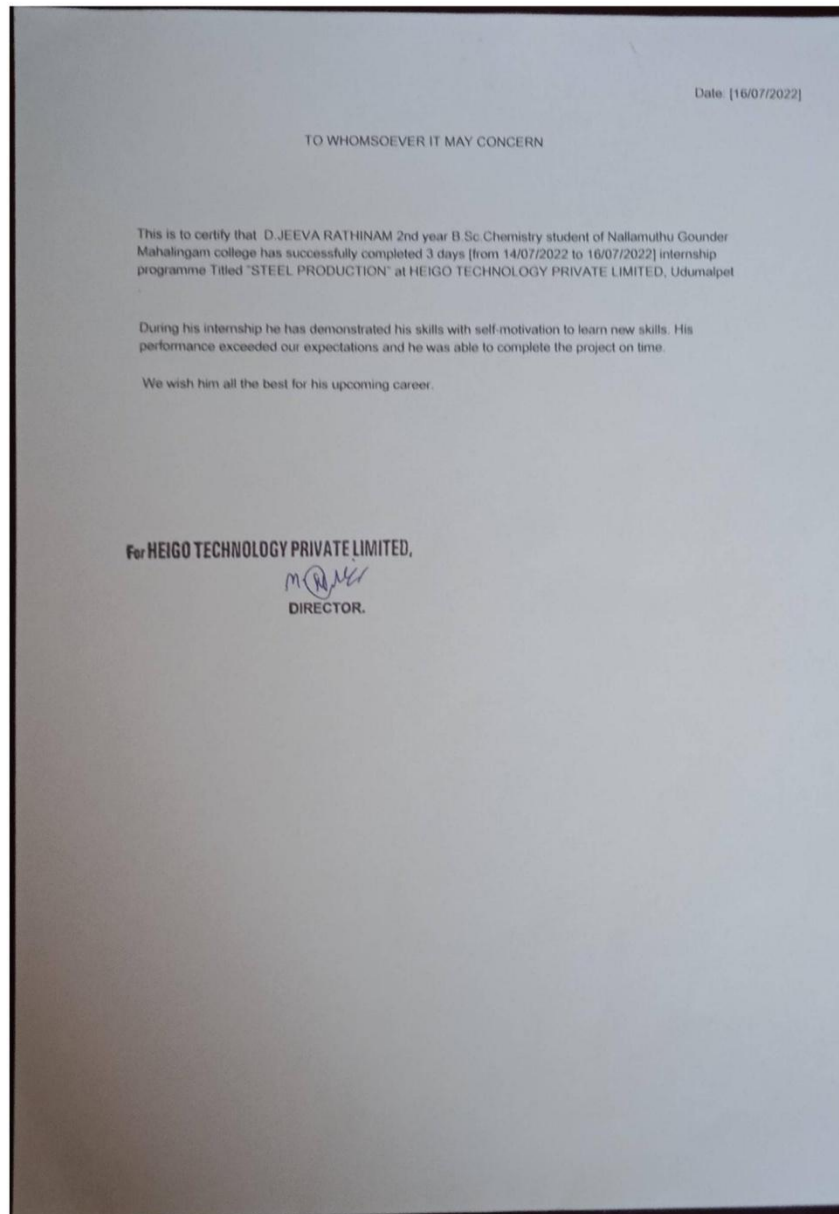 Date: [16/07/2022]
TO WHOMSOEVER IT MAY CONCERN
This is to certify that D.JEEVA RATHINAM 2nd year B.Sc.Chemistry student of Nallamuthu Gounder
Mahalingam college has successfully completed 3 days [from 14/07/2022 to 16/07/2022] internship
programme Titled "STEEL PRODUCTION" at HEIGO TECHNOLOGY PRIVATE LIMITED, Udumalpet
During his internship he has demonstrated his skills with self-motivation to learn new skills. His
performance exceeded our expectations and he was able to complete the project on time.
We wish him all the best for his upcoming career.
For HEIGO TECHNOLOGY PRIVATE LIMITED,
DIRECTOR.